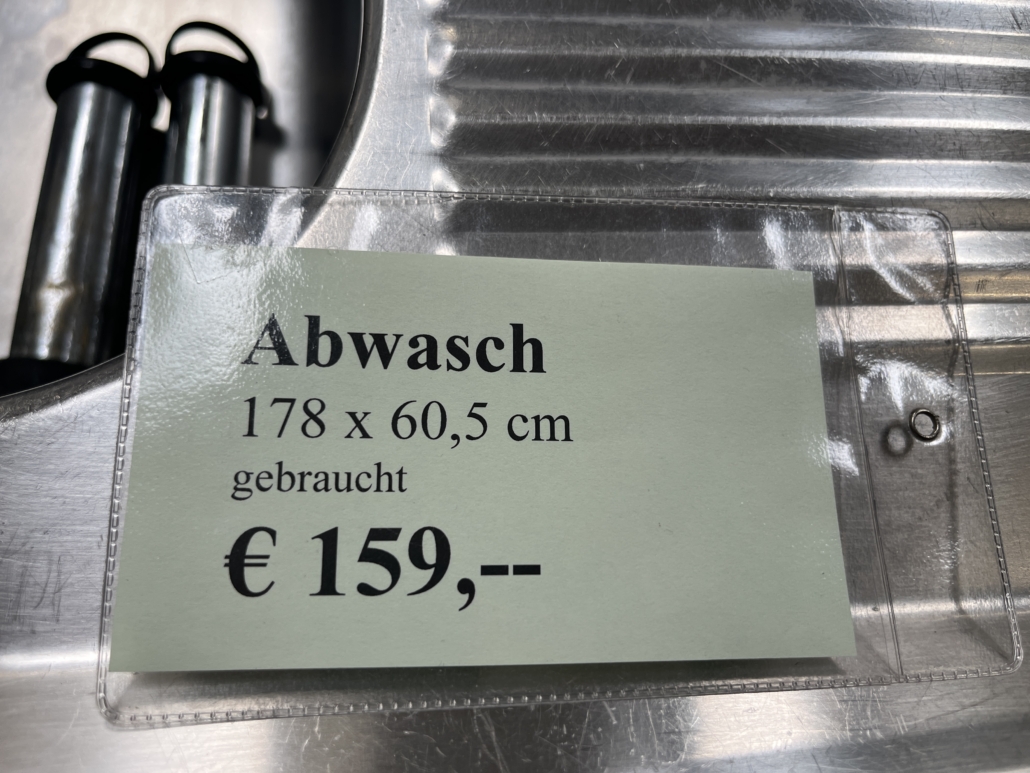 Abwasch
178 x 60,5 cm
gebraucht
€ 159,--